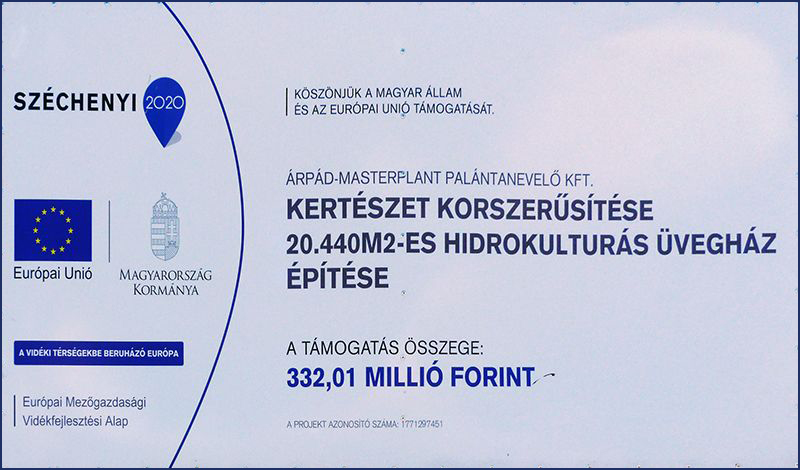 SZÉCHENYI 2020
KÖSZÖNJÜK A MAGYAR ÁLLAM
ÉS AZ EURÓPAI UNIÓ TÁMOGATÁSÁT.
Európai Unió
MAGYARORSZÁG
KORMÁNYA
A VIDÉKI TÉRSÉGEKBE BERUHÁZÓ EURÓPA
Európai Mezőgazdasági
Vidékfejlesztési Alap
ÁRPÁD-MASTERPLANT PALÁNTANEVELŐ KFT.
KERTÉSZET KORSZERŰSÍTÉSE
20.440M2-ES HIDROKULTURÁS ÜVEGHÁZ
ÉPÍTÉSE
A TÁMOGATÁS ÖSSZEGE:
332,01 MILLIÓ FORINT
A PROJEKT AZONOSÍTÓ SZÁMA: 1771297451